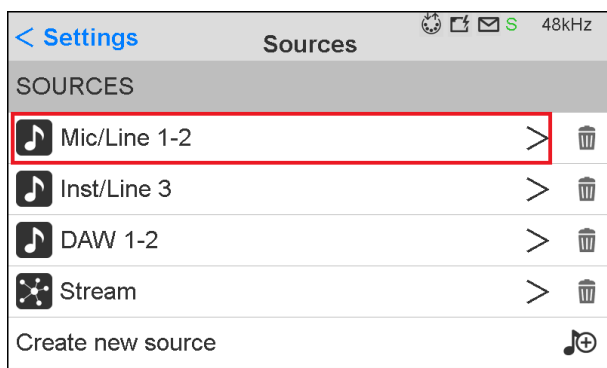 < Settings
Sources
S 48kHz
SOURCES
Mic/Line 1-2 >
Inst/Line 3 >
DAW 1-2 >
Stream >
Create new source